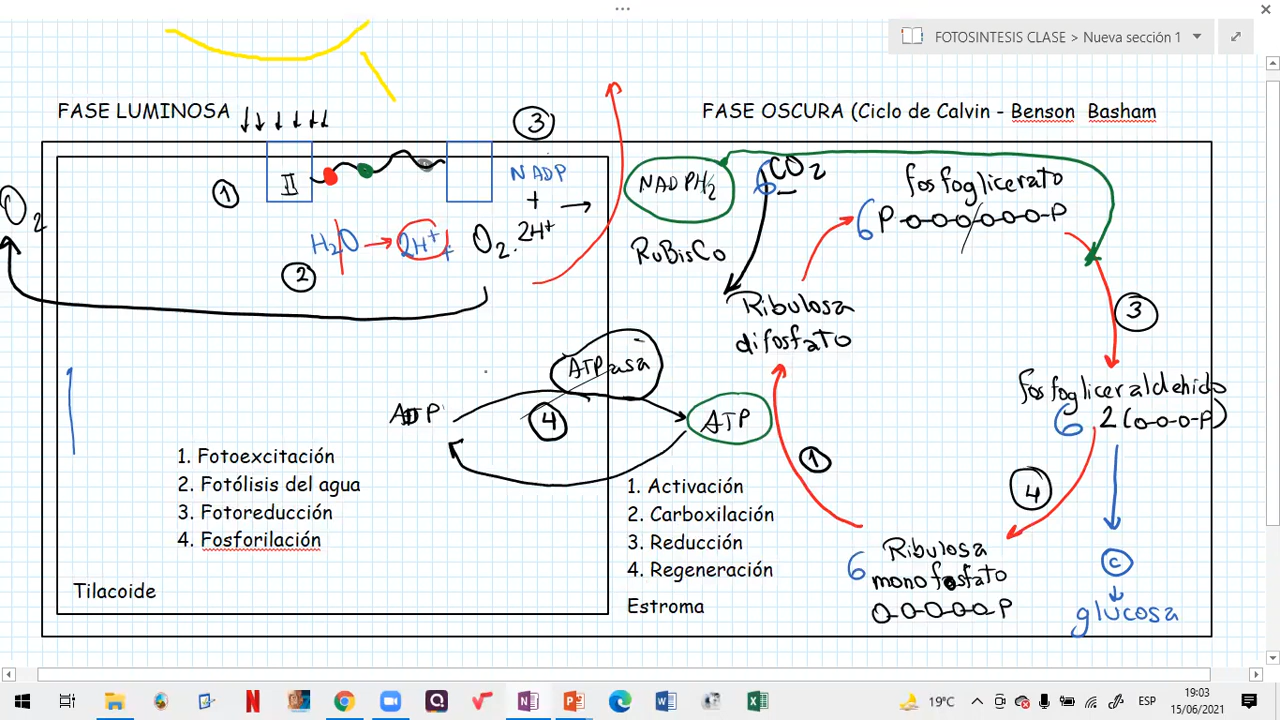 FOTOSINTESIS CLASE > Nueva sección 1
FASE LUMINOSA
FASE OSCURA (Ciclo de Calvin - Benson Basham
3
II
1
NADP
+
2H+
H2O → 2H+ + O2
2
O2
NADPH2
6CO2
RuBisCo
fosfoglicerato
6 P-O-O-O-O-O-O-P
Ribulosa
difosfato
3
ATPasa
ADP
4
ATP
fosfogliceraldehido
6 2(O-O-O-P)
1
4
1. Fotoexcitación
2. Fotólisis del agua
3. Fotoreducción
4. Fosforilación
Tilacoide
1. Activación
2. Carboxilación
3. Reducción
4. Regeneración
Estroma
6 Ribulosa
monofosfato
O-O-O-O-O-P
C
glucosa
19°C
ESP
19:03
15/06/2021